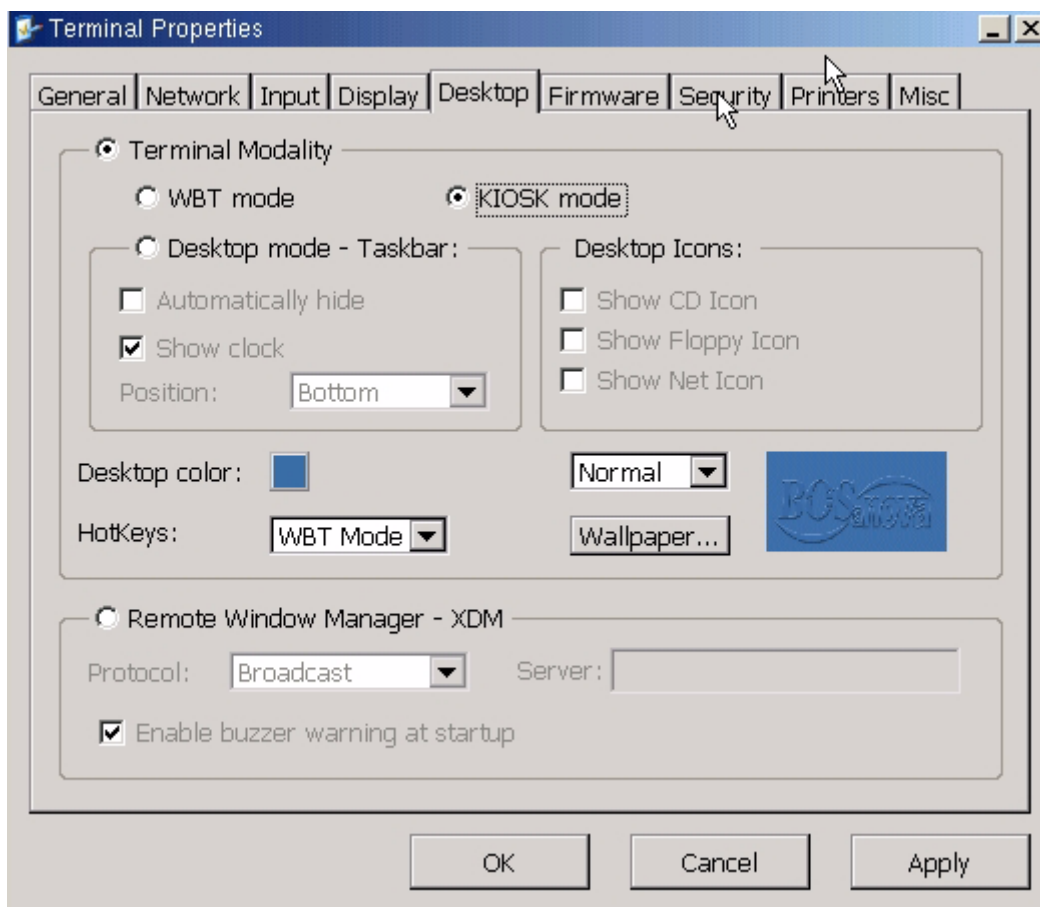 Terminal Properties
General Network Input Display Desktop Firmware Security Printers Misc
Terminal Modality
WBT mode KIOSK mode
Desktop mode - Taskbar: Desktop Icons:
Automatically hide Show CD Icon
Show clock Show Floppy Icon
Position: Bottom Show Net Icon
Desktop color: Normal BOSaNOVa
HotKeys: WBT Mode Wallpaper...
Remote Window Manager - XDM
Protocol: Broadcast Server:
Enable buzzer warning at startup
OK Cancel Apply